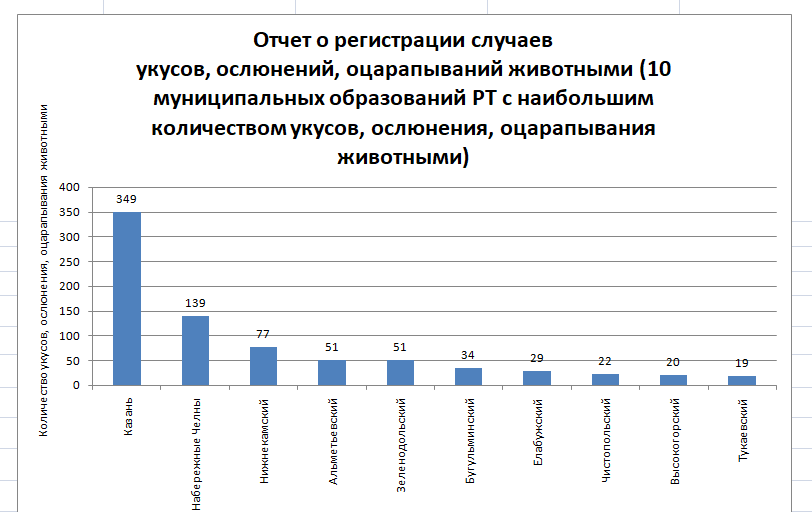 Отчет о регистрации случаев
укусов, ослюнений, оцарапываний животными (10
муниципальных образований РТ с наибольшим
количеством укусов, ослюнения, оцарапывания
животными)
Количество укусов, ослюнения, оцарапывания животными
400
350
300
250
200
150
100
50
0
349
139
77
51
51
34
29
22
20
19
Казань
Набережные Челны
Нижнекамский
Альметьевский
Зеленодольский
Бугульминский
Елабужский
Чистопольский
Высокогорский
Тукаевский